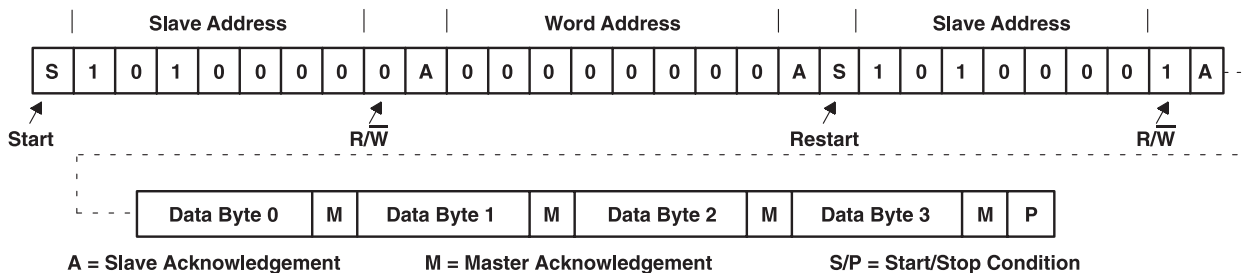 Slave Address Word Address Slave Address
S 1 0 1 0 0 0 0 0 A 0 0 0 0 0 0 0 0 A S 1 0 1 0 0 0 0 1 A
Start R/W̅ Restart R/W̅
Data Byte 0 M Data Byte 1 M Data Byte 2 M Data Byte 3 M P
A = Slave Acknowledgement M = Master Acknowledgement S/P = Start/Stop Condition